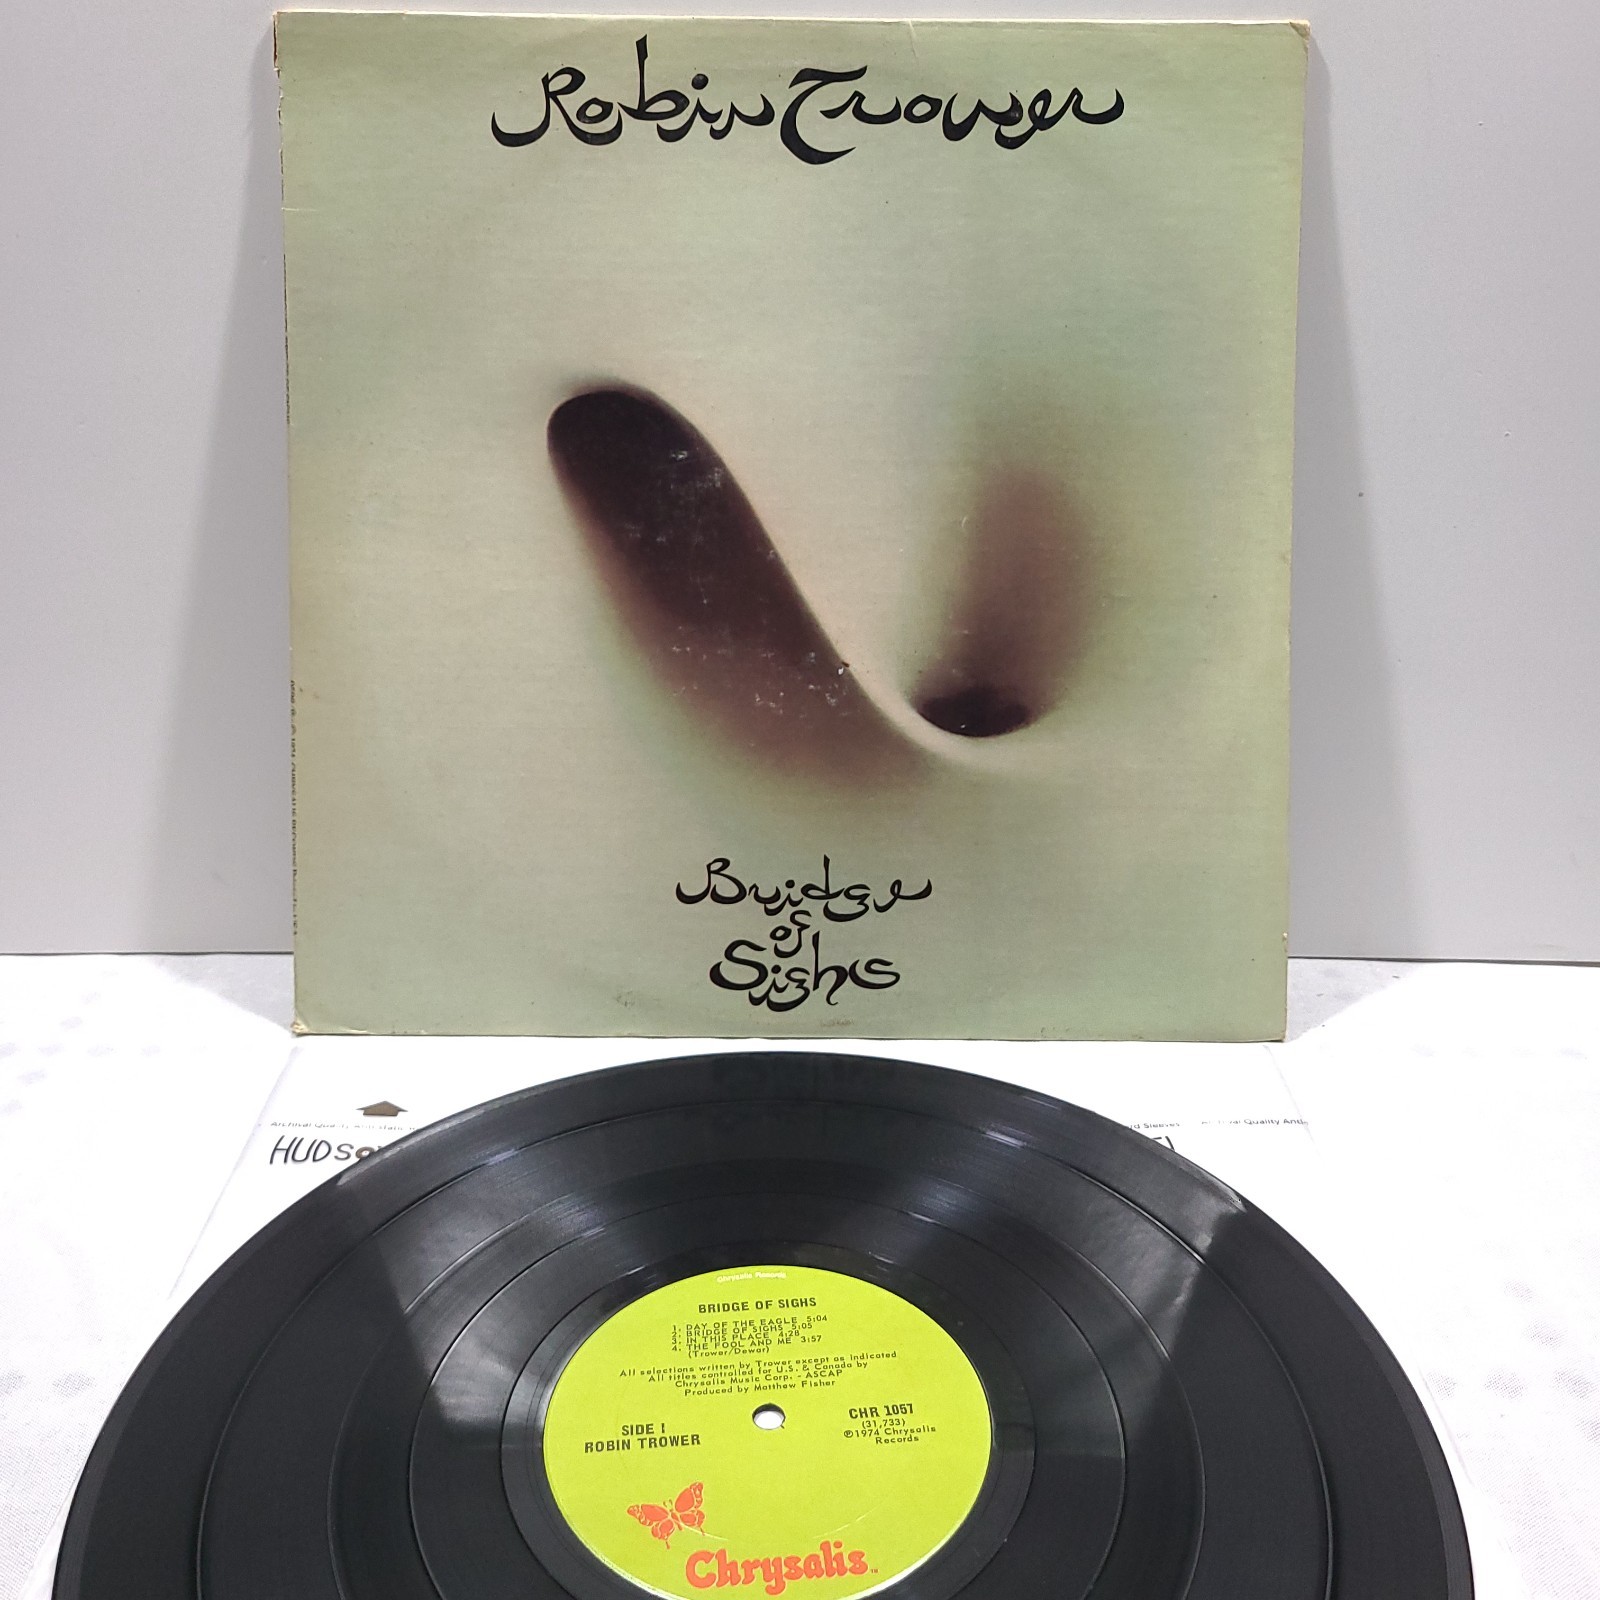 Robin Trower
Bridge
of
Sighs
HUDSO
Chrysalis Records
BRIDGE OF SIGHS
1. DAY OF THE EAGLE 5:04
2. BRIDGE OF SIGHS 5:05
3. IN THIS PLACE 4:28
4. THE FOOL AND ME 3:57
(Trower/Dewar)
All selections written by Trower except as indicated
All titles controlled for U.S. & Canada by
Chrysalis Music Corp. - ASCAP
Produced by Matthew Fisher
SIDE 1
ROBIN TROWER
CHR 1057
(31,733)
℗1974 Chrysalis
Records
Chrysalis™